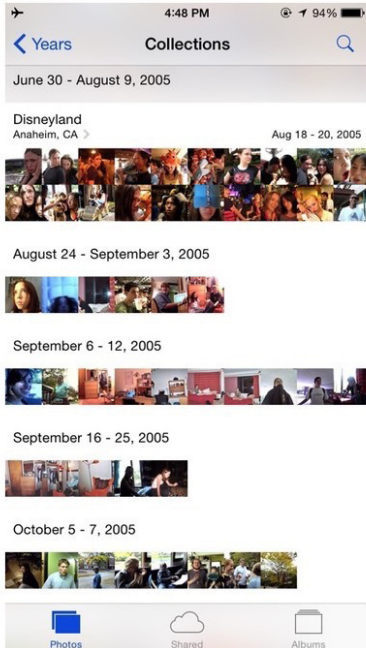 4:48 PM
94%
Years
Collections
June 30 - August 9, 2005
Disneyland
Anaheim, CA
Aug 18 - 20, 2005
August 24 - September 3, 2005
September 6 - 12, 2005
September 16 - 25, 2005
October 5 - 7, 2005
Photos
Shared
Albums